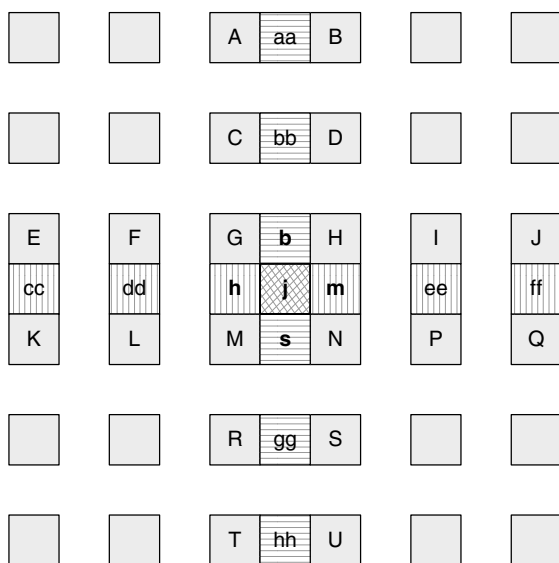 A aa B
C bb D
E F G b H I J
cc dd h j m ee ff
K L M s N P Q
R gg S
T hh U